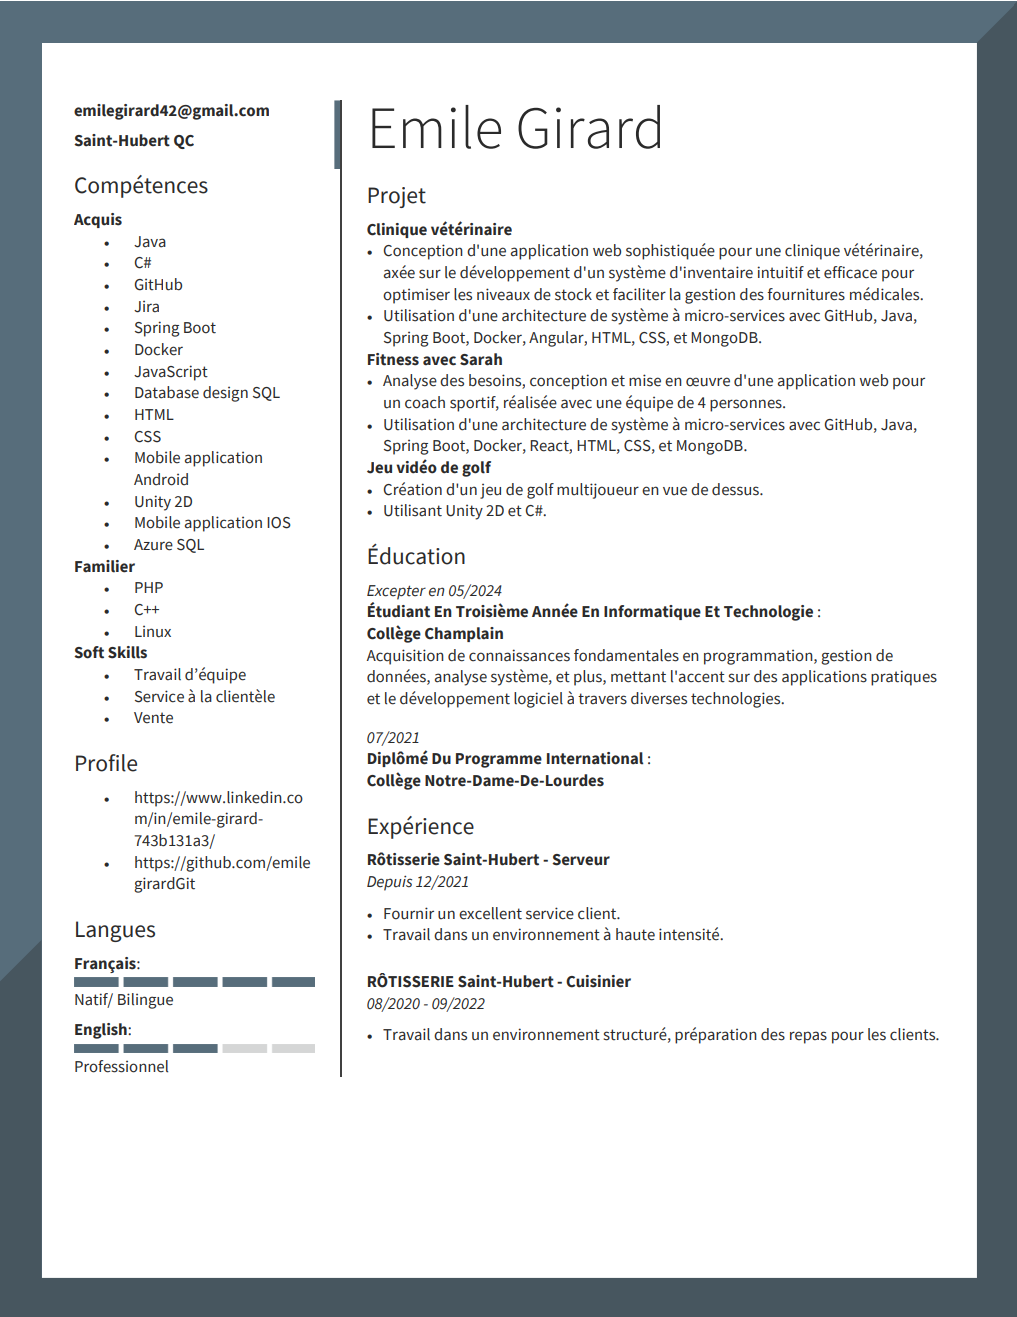 emilegirard42@gmail.com
Saint-Hubert QC
Compétences
Acquis
• Java
• C#
• GitHub
• Jira
• Spring Boot
• Docker
• JavaScript
• Database design SQL
• HTML
• CSS
• Mobile application
Android
• Unity 2D
• Mobile application IOS
• Azure SQL
Familier
• PHP
• C++
• Linux
Soft Skills
• Travail d’équipe
• Service à la clientèle
• Vente
Profile
• https://www.linkedin.co
m/in/emile-girard-
743b131a3/
• https://github.com/emile
girardGit
Langues
Français:
Natif/ Bilingue
English:
Professionnel
Emile Girard
Projet
Clinique vétérinaire
• Conception d'une application web sophistiquée pour une clinique vétérinaire,
axée sur le développement d'un système d'inventaire intuitif et efficace pour
optimiser les niveaux de stock et faciliter la gestion des fournitures médicales.
• Utilisation d'une architecture de système à micro-services avec GitHub, Java,
Spring Boot, Docker, Angular, HTML, CSS, et MongoDB.
Fitness avec Sarah
• Analyse des besoins, conception et mise en œuvre d'une application web pour
un coach sportif, réalisée avec une équipe de 4 personnes.
• Utilisation d'une architecture de système à micro-services avec GitHub, Java,
Spring Boot, Docker, React, HTML, CSS, et MongoDB.
Jeu vidéo de golf
• Création d'un jeu de golf multijoueur en vue de dessus.
• Utilisant Unity 2D et C#.
Éducation
Excepter en 05/2024
Étudiant En Troisième Année En Informatique Et Technologie :
Collège Champlain
Acquisition de connaissances fondamentales en programmation, gestion de
données, analyse système, et plus, mettant l'accent sur des applications pratiques
et le développement logiciel à travers diverses technologies.
07/2021
Diplômé Du Programme International :
Collège Notre-Dame-De-Lourdes
Expérience
Rôtisserie Saint-Hubert - Serveur
Depuis 12/2021
• Fournir un excellent service client.
• Travail dans un environnement à haute intensité.
RÔTISSERIE Saint-Hubert - Cuisinier
08/2020 - 09/2022
• Travail dans un environnement structuré, préparation des repas pour les clients.